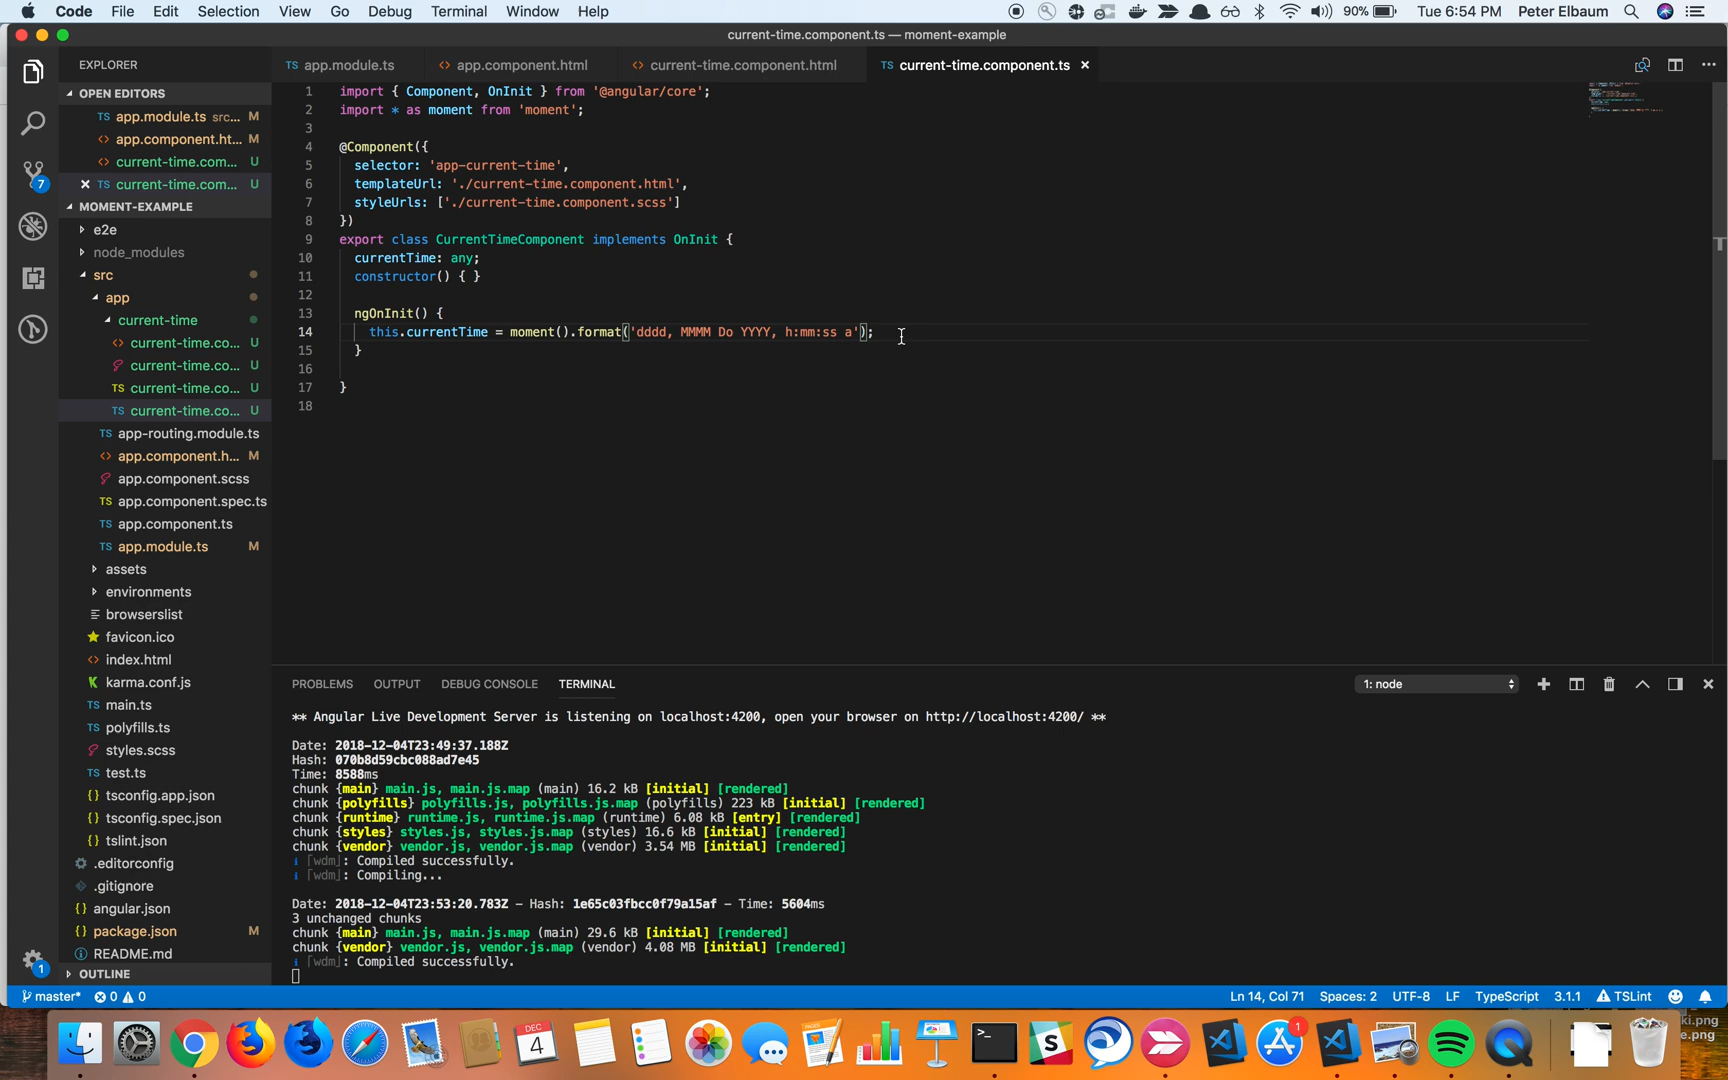 Code File Edit Selection View Go Debug Terminal Window Help 90% Tue 6:54 PM Peter Elbaum
current-time.component.ts — moment-example
EXPLORER
TS app.module.ts <> app.component.html <> current-time.component.html TS current-time.component.ts ×
OPEN EDITORS
TS app.module.ts src... M
<> app.component.ht... M
<> current-time.com... U
× TS current-time.com... U
MOMENT-EXAMPLE
e2e
node_modules
src
app
current-time
<> current-time.co... U
current-time.co... U
TS current-time.co... U
TS current-time.co... U
TS app-routing.module.ts
<> app.component.h... M
app.component.scss
TS app.component.spec.ts
TS app.component.ts
TS app.module.ts M
assets
environments
browserslist
favicon.ico
<> index.html
karma.conf.js
TS main.ts
TS polyfills.ts
styles.scss
TS test.ts
{} tsconfig.app.json
{} tsconfig.spec.json
{} tslint.json
.editorconfig
.gitignore
{} angular.json
{} package.json M
README.md
OUTLINE
7
1
1 import { Component, OnInit } from '@angular/core';
2 import * as moment from 'moment';
3
4 @Component({
5 selector: 'app-current-time',
6 templateUrl: './current-time.component.html',
7 styleUrls: ['./current-time.component.scss']
8 })
9 export class CurrentTimeComponent implements OnInit {
10 currentTime: any;
11 constructor() { }
12
13 ngOnInit() {
14 this.currentTime = moment().format('dddd, MMMM Do YYYY, h:mm:ss a');
15 }
16
17 }
18
PROBLEMS OUTPUT DEBUG CONSOLE TERMINAL 1: node
** Angular Live Development Server is listening on localhost:4200, open your browser on http://localhost:4200/ **
Date: 2018-12-04T23:49:37.188Z
Hash: 070b8d59cbc088ad7e45
Time: 8588ms
chunk {main} main.js, main.js.map (main) 16.2 kB [initial] [rendered]
chunk {polyfills} polyfills.js, polyfills.js.map (polyfills) 223 kB [initial] [rendered]
chunk {runtime} runtime.js, runtime.js.map (runtime) 6.08 kB [entry] [rendered]
chunk {styles} styles.js, styles.js.map (styles) 16.6 kB [initial] [rendered]
chunk {vendor} vendor.js, vendor.js.map (vendor) 3.54 MB [initial] [rendered]
ℹ ｢wdm｣: Compiled successfully.
ℹ ｢wdm｣: Compiling...
Date: 2018-12-04T23:53:20.783Z - Hash: 1e65c03fbcc0f79a15af - Time: 5604ms
3 unchanged chunks
chunk {main} main.js, main.js.map (main) 29.6 kB [initial] [rendered]
chunk {vendor} vendor.js, vendor.js.map (vendor) 4.08 MB [initial] [rendered]
ℹ ｢wdm｣: Compiled successfully.
master* 0 0 Ln 14, Col 71 Spaces: 2 UTF-8 LF TypeScript 3.1.1 TSLint
DEC
4
PAGES
1
ki.png
e.png